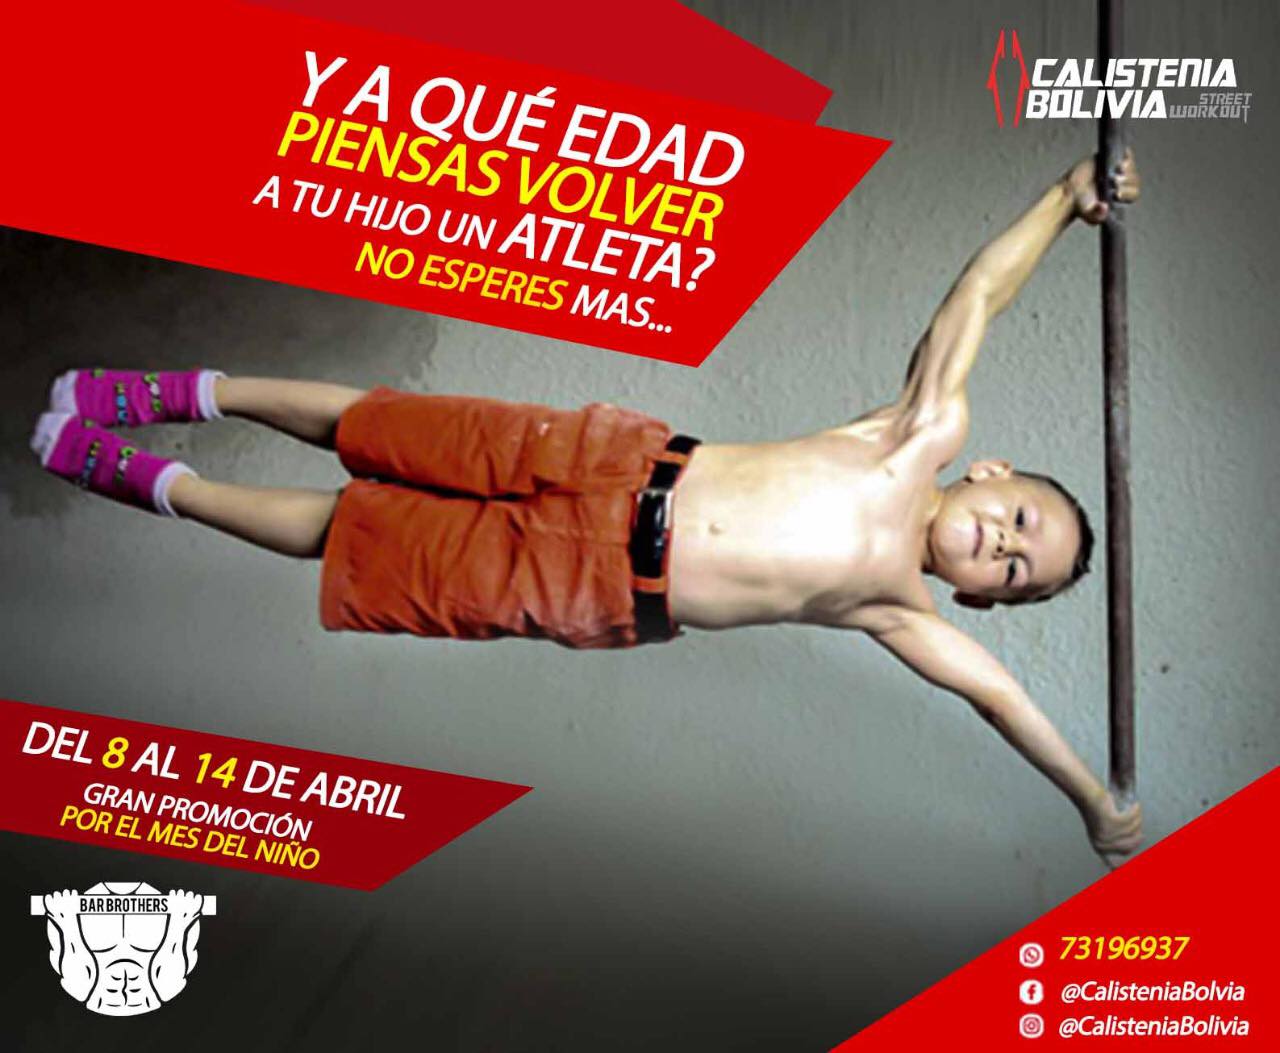 Y A QUÉ EDAD
PIENSAS VOLVER
A TU HIJO UN ATLETA?
NO ESPERES MAS...
CALISTENIA
BOLIVIA STREET WORKOUT
DEL 8 AL 14 DE ABRIL
GRAN PROMOCIÓN
POR EL MES DEL NIÑO
BAR BROTHERS
73196937
@CalisteniaBolvia
@CalisteniaBolivia